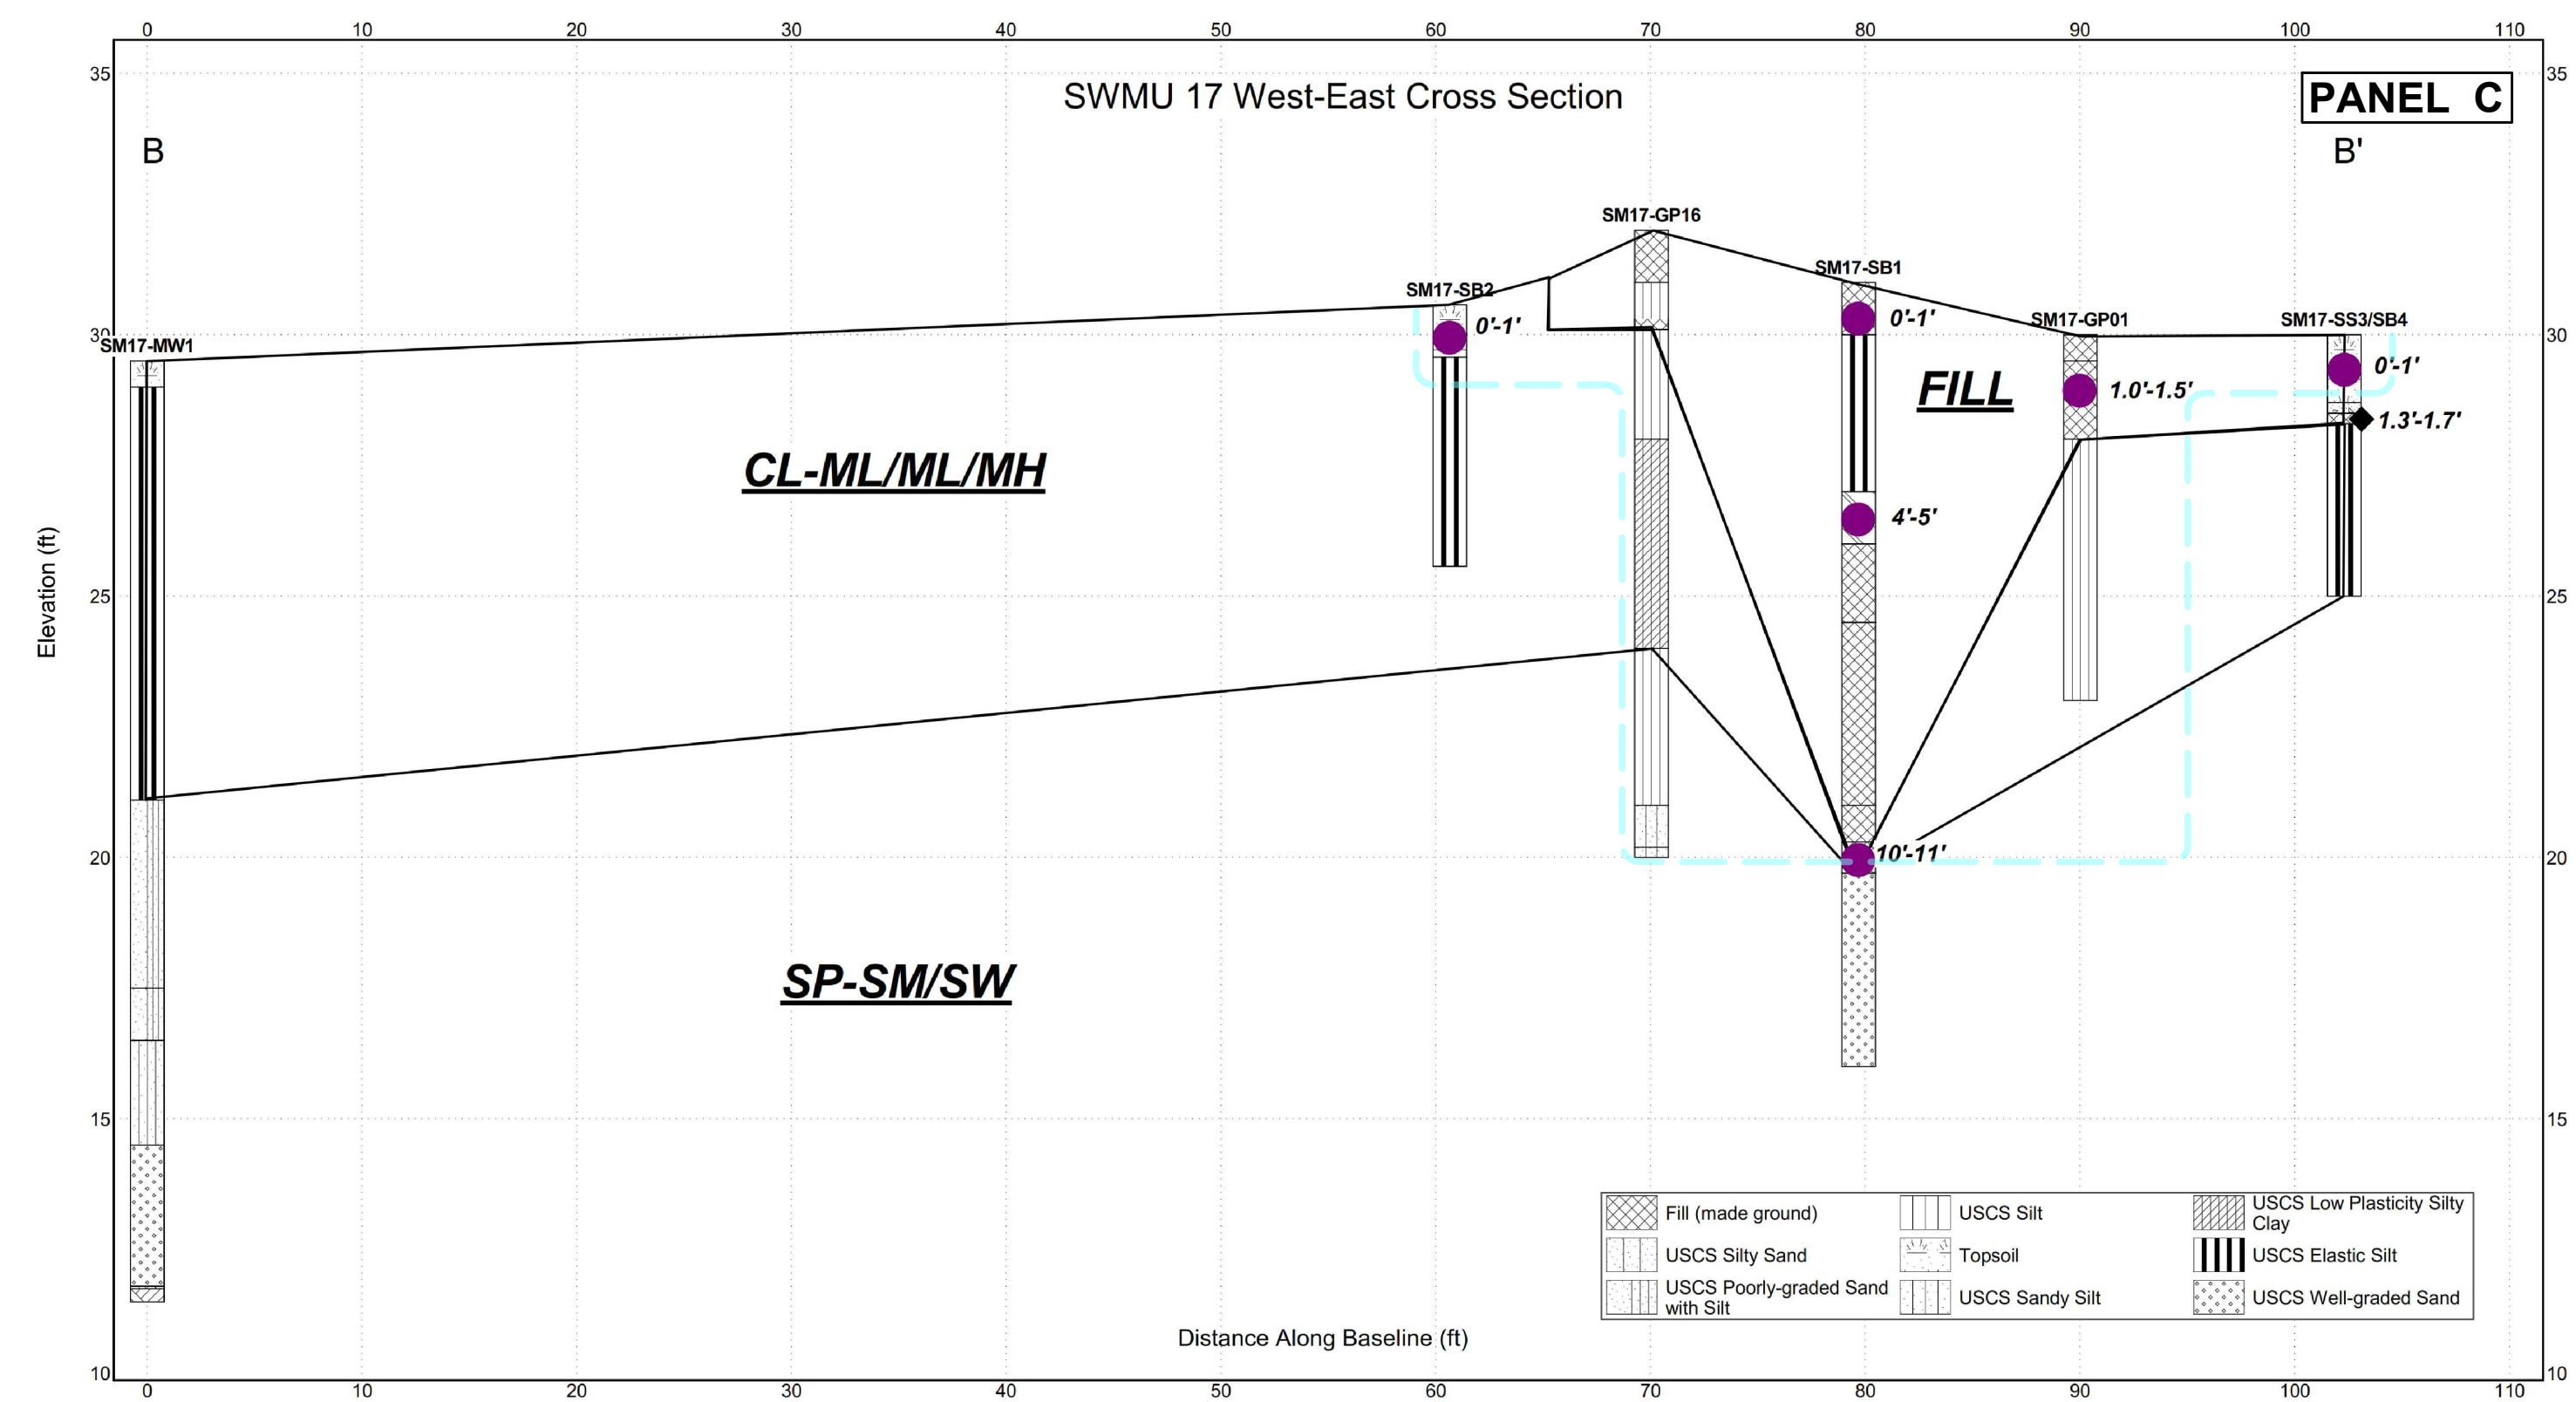 0 10 20 30 40 50 60 70 80 90 100 110
35 35
SWMU 17 West-East Cross Section
PANEL C
B B'
SM17-GP16
SM17-SB1
SM17-SB2
0'-1'
0'-1'
SM17-GP01
SM17-SS3/SB4
30 30
SM17-MW1
0'-1'
1.0'-1.5'
FILL
1.3'-1.7'
CL-ML/ML/MH
4'-5'
Elevation (ft)
25 25
10'-11'
20 20
SP-SM/SW
15 15
Fill (made ground)
USCS Silt
USCS Low Plasticity Silty
Clay
USCS Silty Sand
Topsoil
USCS Elastic Silt
USCS Poorly-graded Sand
with Silt
USCS Sandy Silt
USCS Well-graded Sand
Distance Along Baseline (ft)
10 10
0 10 20 30 40 50 60 70 80 90 100 110